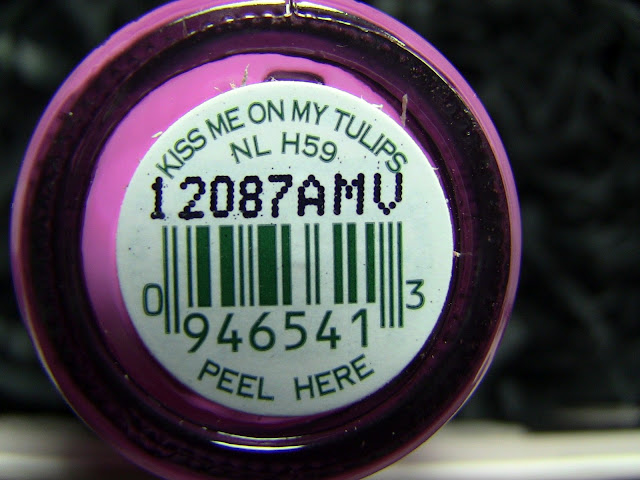 KISS ME ON MY TULIPS
NL H59
12087AMV
0 946541 3
PEEL HERE